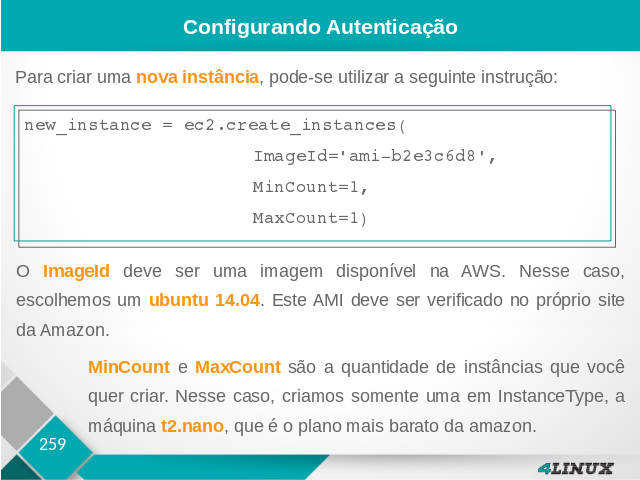 Configurando Autenticação
Para criar uma nova instância, pode-se utilizar a seguinte instrução:
new_instance = ec2.create_instances(
ImageId='ami-b2e3c6d8',
MinCount=1,
MaxCount=1)
O ImageId deve ser uma imagem disponível na AWS. Nesse caso,
escolhemos um ubuntu 14.04. Este AMI deve ser verificado no próprio site
da Amazon.
MinCount e MaxCount são a quantidade de instâncias que você
quer criar. Nesse caso, criamos somente uma em InstanceType, a
máquina t2.nano, que é o plano mais barato da amazon.
259
4LINUX